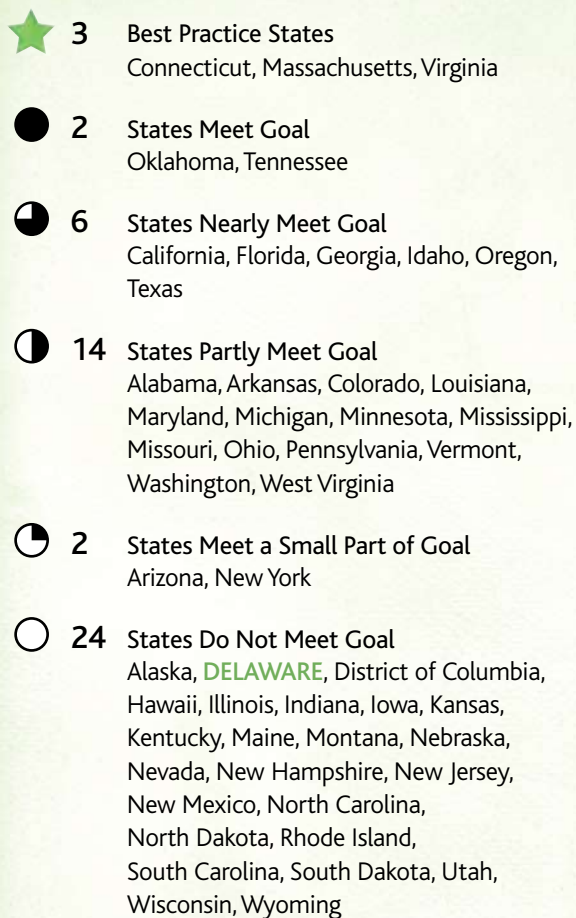 3 Best Practice States
Connecticut, Massachusetts, Virginia
2 States Meet Goal
Oklahoma, Tennessee
6 States Nearly Meet Goal
California, Florida, Georgia, Idaho, Oregon,
Texas
14 States Partly Meet Goal
Alabama, Arkansas, Colorado, Louisiana,
Maryland, Michigan, Minnesota, Mississippi,
Missouri, Ohio, Pennsylvania, Vermont,
Washington, West Virginia
2 States Meet a Small Part of Goal
Arizona, New York
24 States Do Not Meet Goal
Alaska, DELAWARE, District of Columbia,
Hawaii, Illinois, Indiana, Iowa, Kansas,
Kentucky, Maine, Montana, Nebraska,
Nevada, New Hampshire, New Jersey,
New Mexico, North Carolina,
North Dakota, Rhode Island,
South Carolina, South Dakota, Utah,
Wisconsin, Wyoming